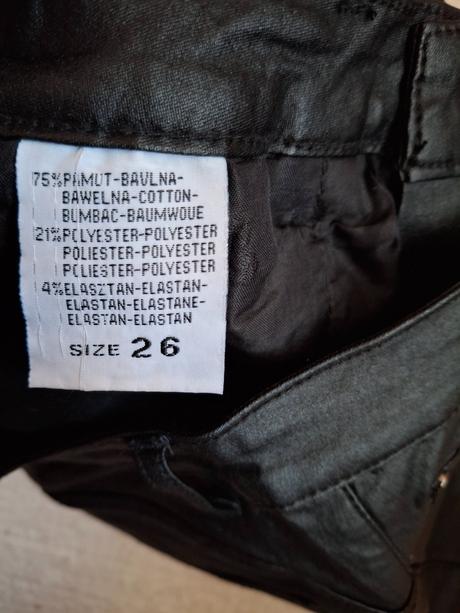 75%PAMUT-BAVLNA-
BAWELNA-COTTON-
BUMBAC-BAUMWOUE
21%POLYESTER-POLYESTER
POLIESTER-POLYESTER
POLIESTER-POLYESTER
4%ELASZTAN-ELASTAN-
ELASTAN-ELASTANE-
ELASTAN-ELASTAN
SIZE 26